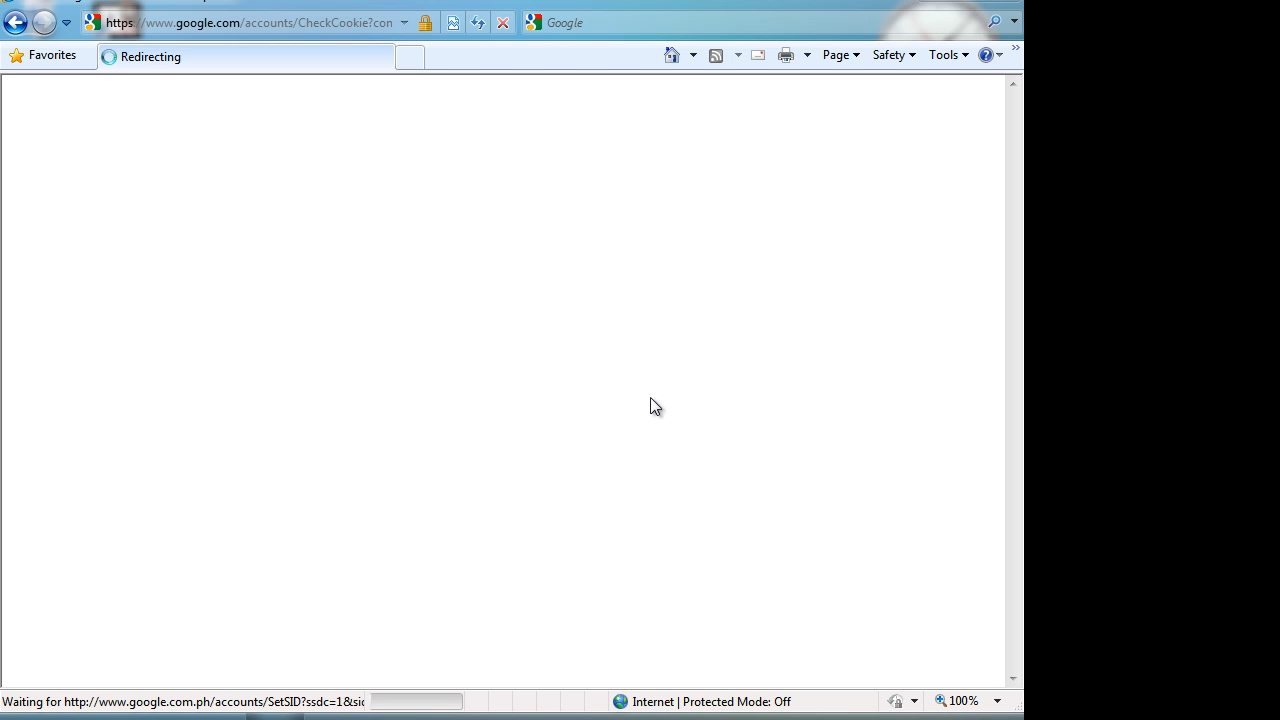 https://www.google.com/accounts/CheckCookie?con
Google
Favorites
Redirecting
Page
Safety
Tools
Waiting for http://www.google.com.ph/accounts/SetSID?ssdc=1&sic
Internet | Protected Mode: Off
100%